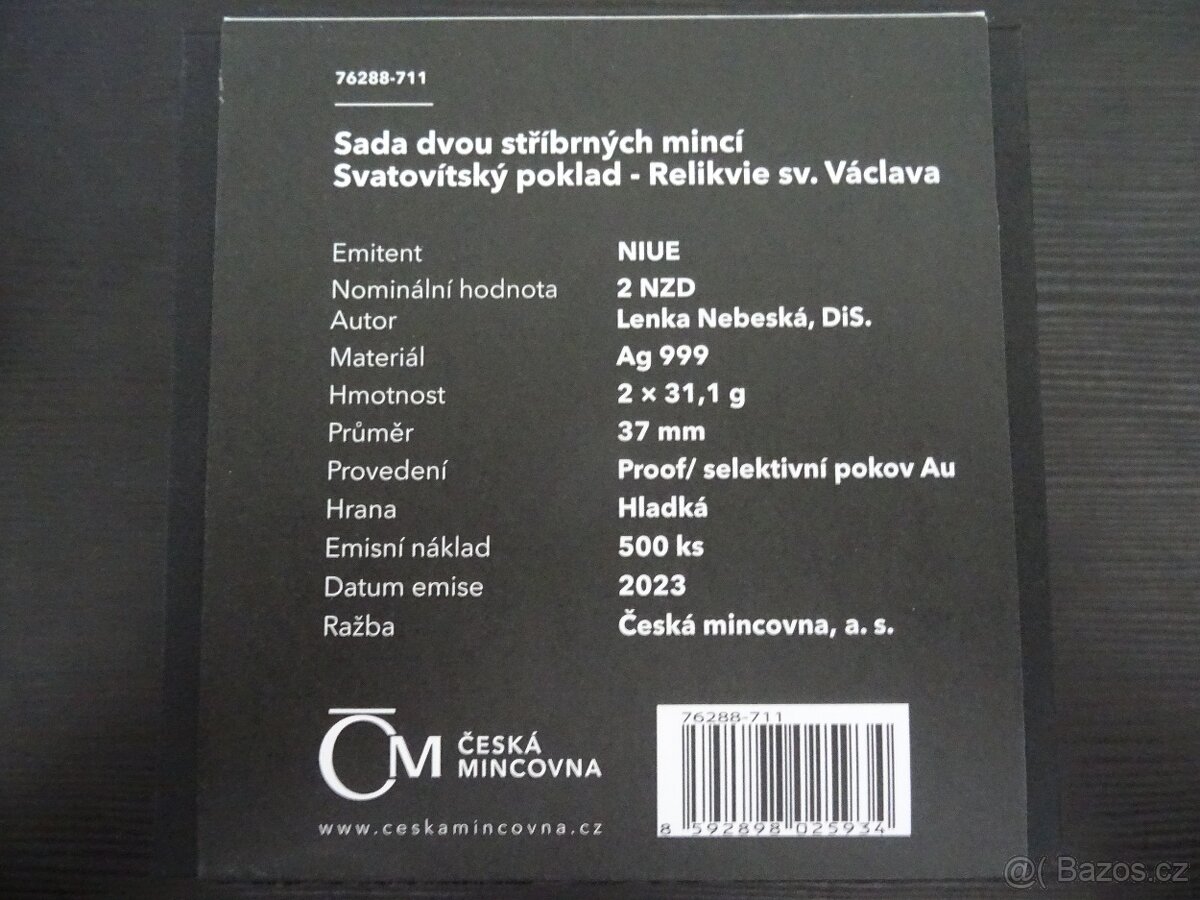 76288-711
Sada dvou stříbrných mincí
Svatovítský poklad - Relikvie sv. Václava
Emitent NIUE
Nominální hodnota 2 NZD
Autor Lenka Nebeská, DiS.
Materiál Ag 999
Hmotnost 2 × 31,1 g
Průměr 37 mm
Provedení Proof/ selektivní pokov Au
Hrana Hladká
Emisní náklad 500 ks
Datum emise 2023
Ražba Česká mincovna, a. s.
ČM ČESKÁ
MINCOVNA
www.ceskamincovna.cz
76288-711
8 592898 025934
@( Bazos.cz